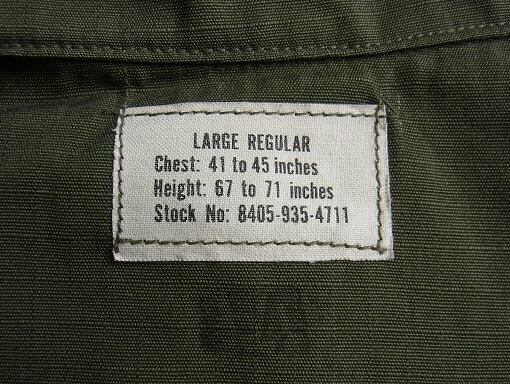 LARGE REGULAR
Chest: 41 to 45 inches
Height: 67 to 71 inches
Stock No: 8405-935-4711